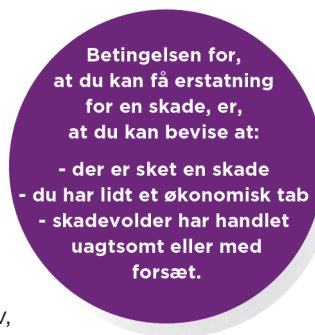 Betingelsen for,
at du kan få erstatning
for en skade, er,
at du kan bevise at:
- der er sket en skade
- du har lidt et økonomisk tab
- skadevolder har handlet
uagtsomt eller med
forsæt.